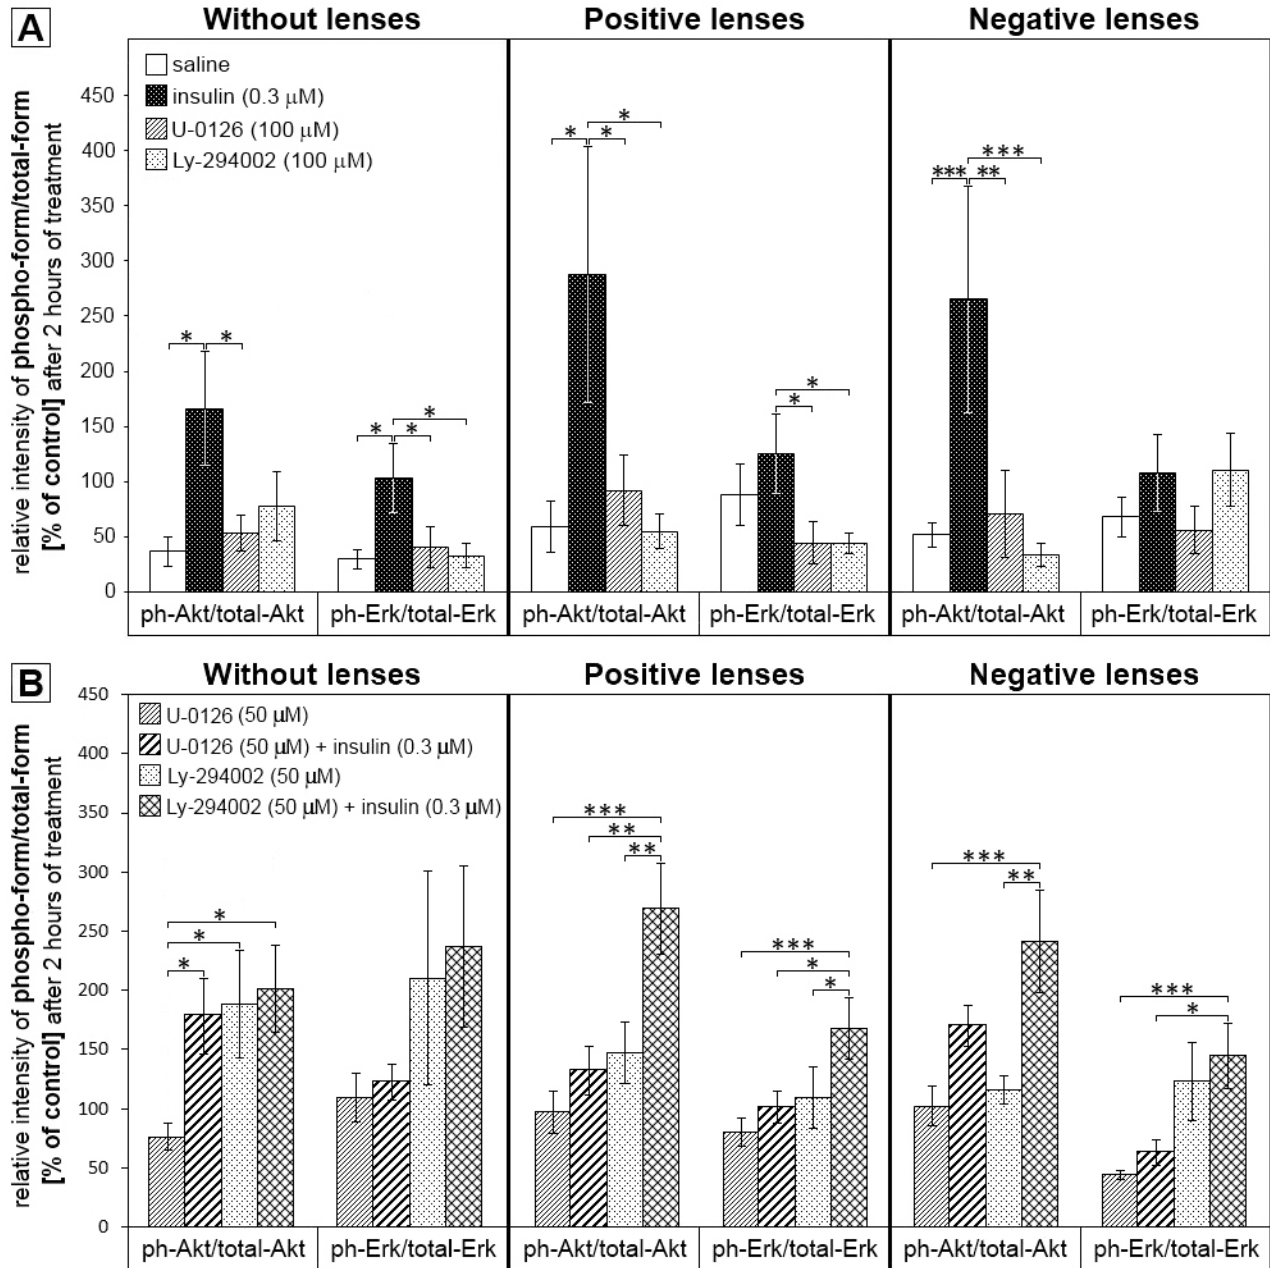 A
Without lenses Positive lenses Negative lenses
relative intensity of phospho-form/total-form
[% of control] after 2 hours of treatment
saline
insulin (0.3 µM)
U-0126 (100 µM)
Ly-294002 (100 µM)
450
400
350
300
250
200
150
100
50
0
* *
* * *
* * *
* *
*** ** ***
ph-Akt/total-Akt ph-Erk/total-Erk ph-Akt/total-Akt ph-Erk/total-Erk ph-Akt/total-Akt ph-Erk/total-Erk
B
Without lenses Positive lenses Negative lenses
relative intensity of phospho-form/total-form
[% of control] after 2 hours of treatment
U-0126 (50 µM)
U-0126 (50 µM) + insulin (0.3 µM)
Ly-294002 (50 µM)
Ly-294002 (50 µM) + insulin (0.3 µM)
450
400
350
300
250
200
150
100
50
0
*
*
*
***
**
**
***
*
*
***
**
***
*
ph-Akt/total-Akt ph-Erk/total-Erk ph-Akt/total-Akt ph-Erk/total-Erk ph-Akt/total-Akt ph-Erk/total-Erk